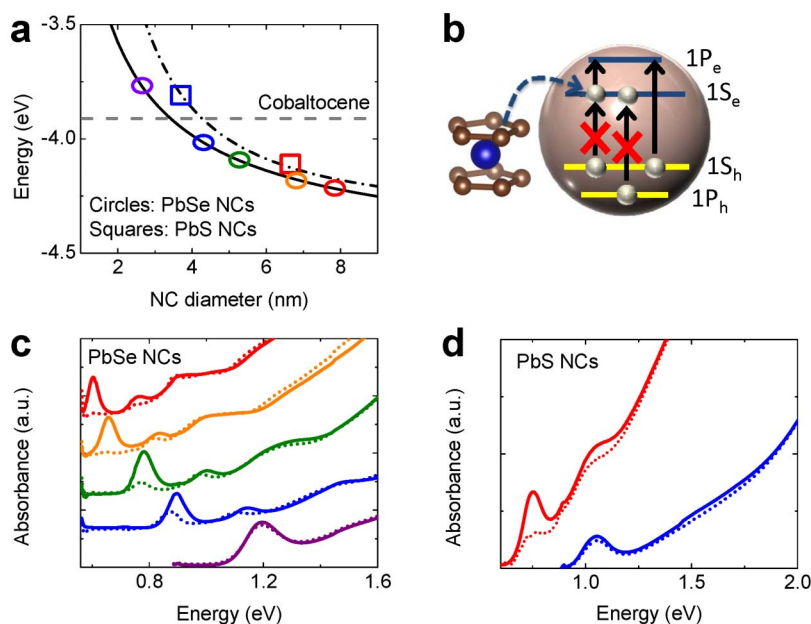 a
-3.5
-4.0
-4.5
Energy (eV)
Cobaltocene
Circles: PbSe NCs
Squares: PbS NCs
2 4 6 8
NC diameter (nm)
b
1Pₑ
1Sₑ
1Sₕ
1Pₕ
c
PbSe NCs
Absorbance (a.u.)
0.8 1.2 1.6
Energy (eV)
d
PbS NCs
Absorbance (a.u.)
1.0 1.5 2.0
Energy (eV)